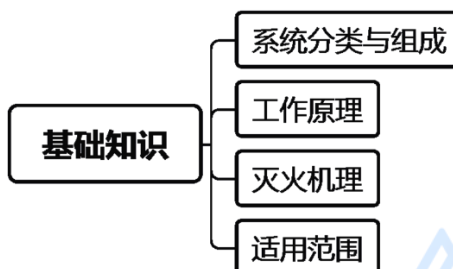 系统分类与组成
工作原理
基础知识
灭火机理
适用范围